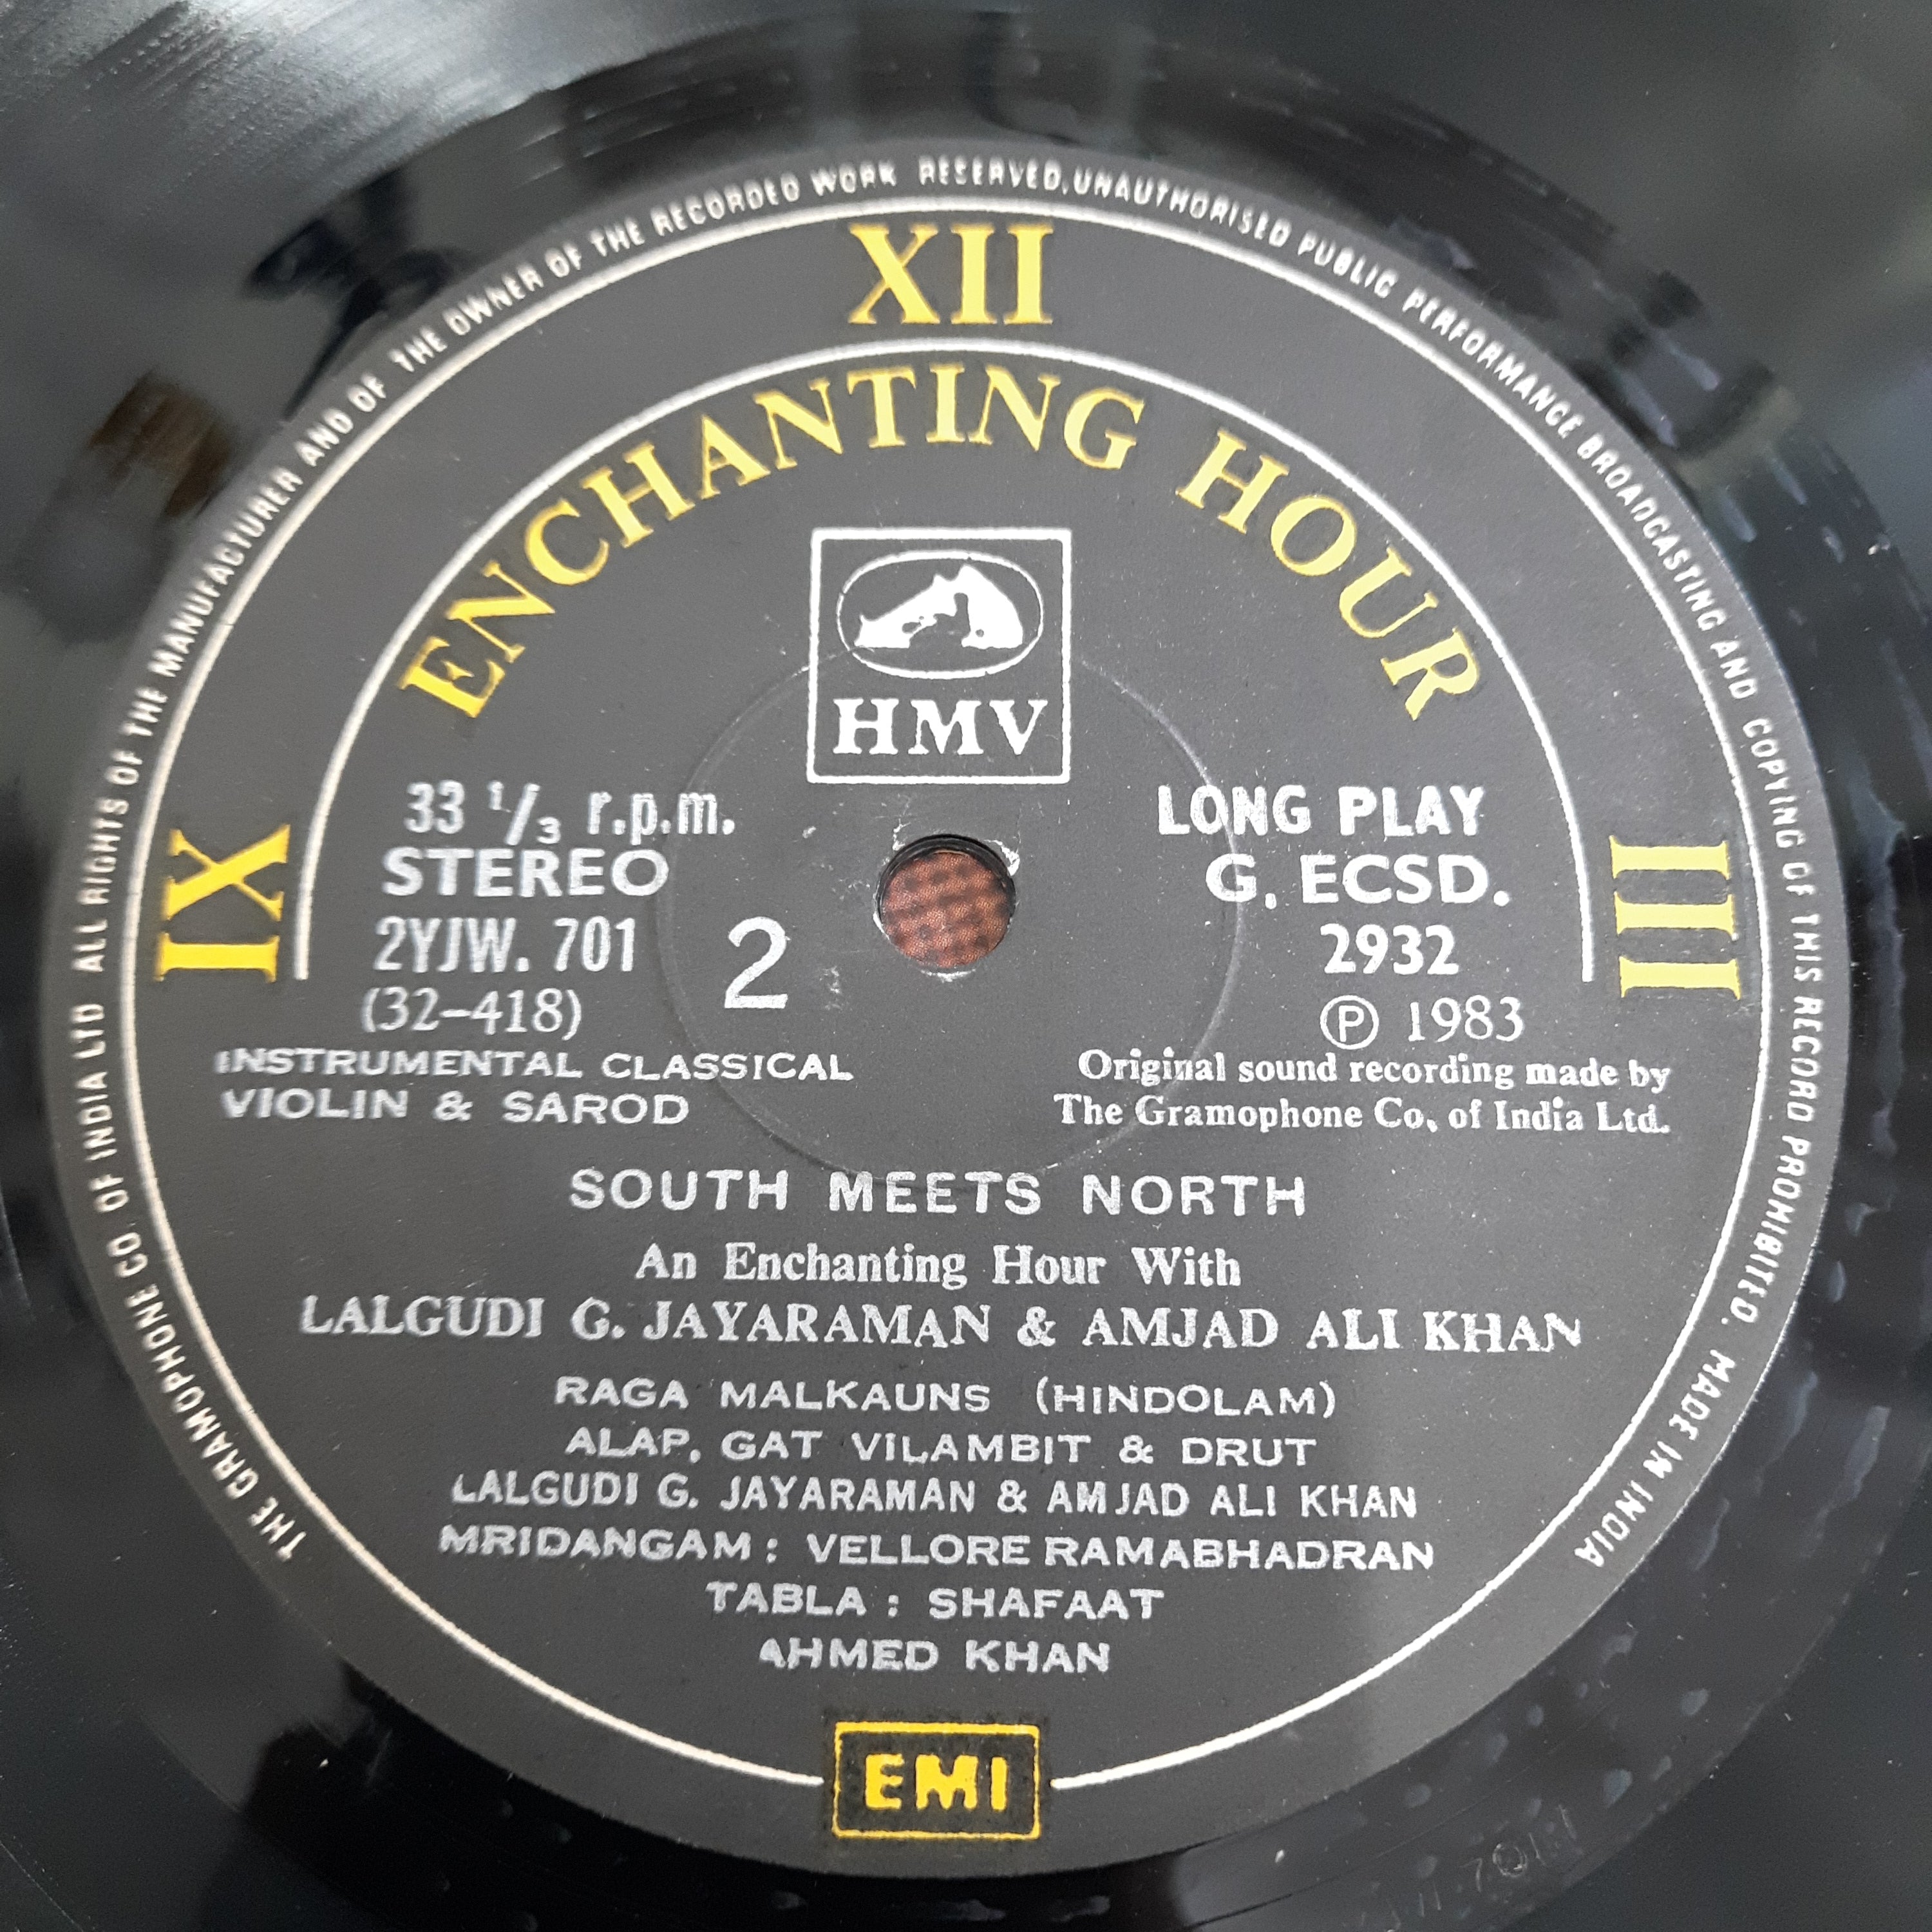 THE GRAMOPHONE CO. OF INDIA LTD ALL RIGHTS OF THE MANUFACTURER AND OF THE OWNER OF THE RECORDED WORK RESERVED. UNAUTHORISED PUBLIC PERFORMANCE BROADCASTING AND COPYING OF THIS RECORD PROHIBITED. MADE IN INDIA
XII
ENCHANTING HOUR
HMV
IX
III
33 1/3 r.p.m.
STEREO
2YJW. 701
(32-418)
2
LONG PLAY
G. ECSD.
2932
Ⓟ 1983
INSTRUMENTAL CLASSICAL
VIOLIN & SAROD
Original sound recording made by
The Gramophone Co. of India Ltd.
SOUTH MEETS NORTH
An Enchanting Hour With
LALGUDI G. JAYARAMAN & AMJAD ALI KHAN
RAGA MALKAUNS (HINDOLAM)
ALAP, GAT VILAMBIT & DRUT
LALGUDI G. JAYARAMAN & AMJAD ALI KHAN
MRIDANGAM : VELLORE RAMABHADRAN
TABLA : SHAFAAT
AHMED KHAN
EMI